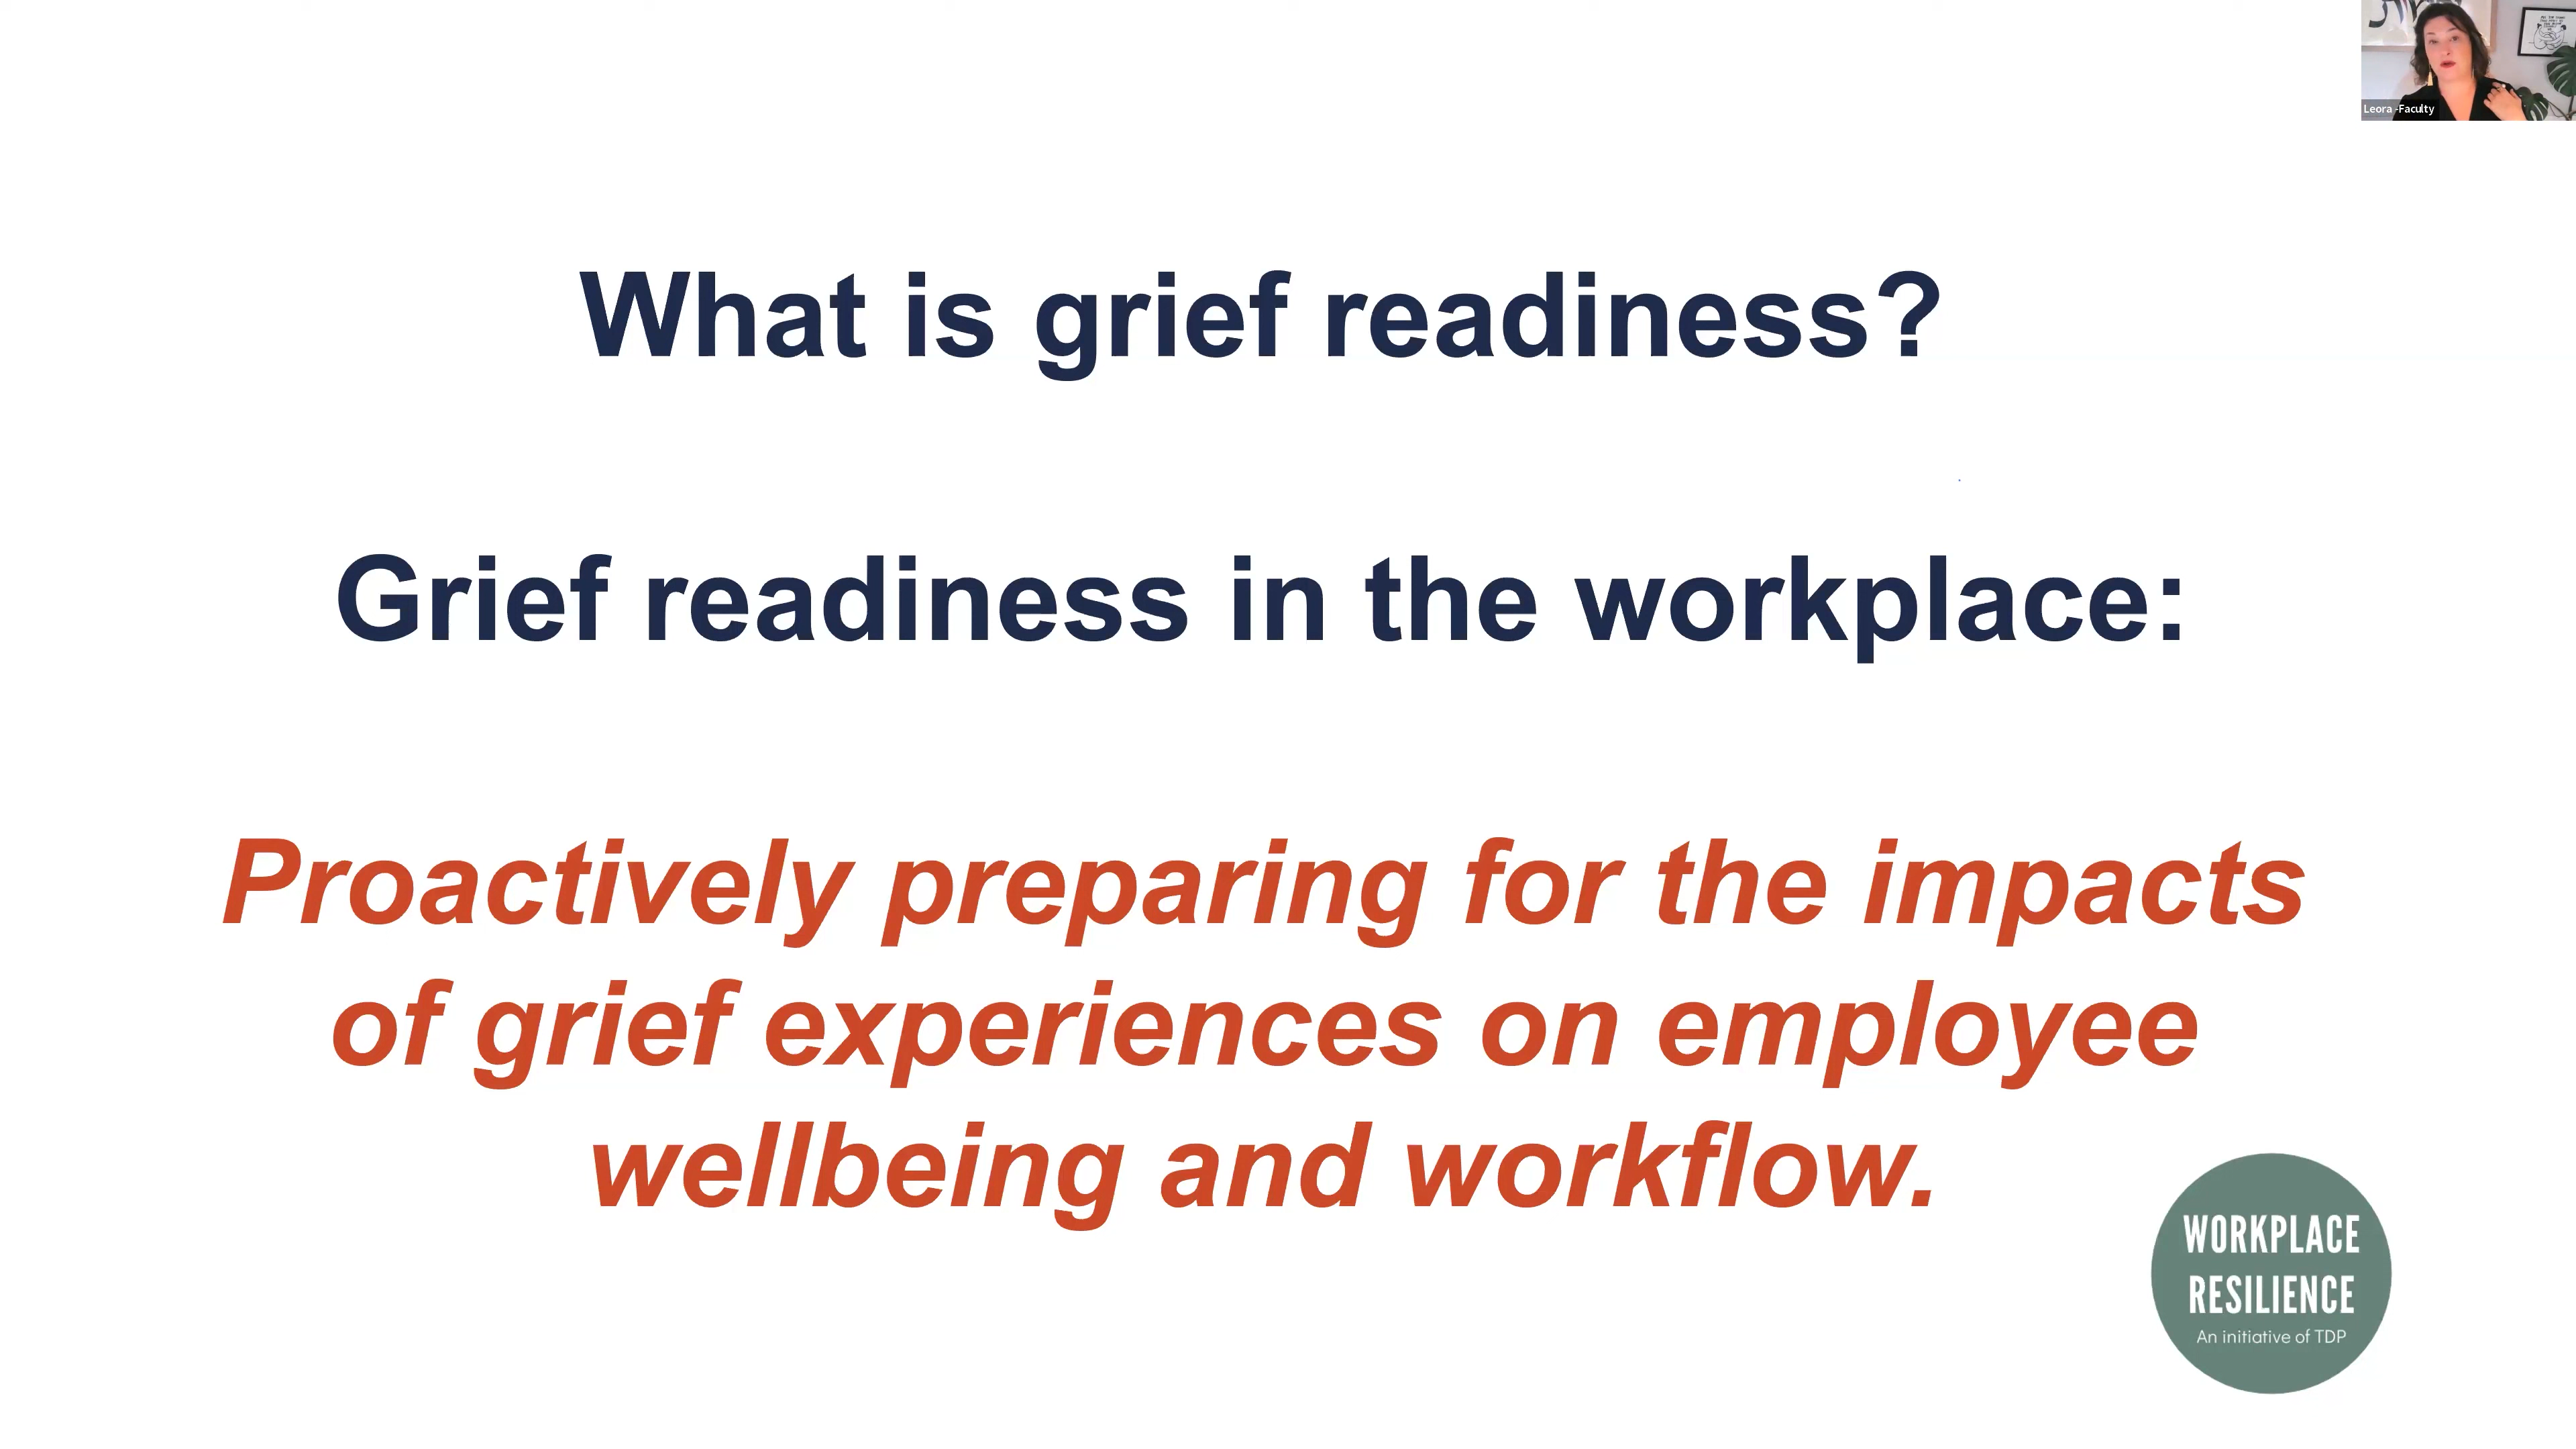 Leora -Faculty
What is grief readiness?
Grief readiness in the workplace:
Proactively preparing for the impacts
of grief experiences on employee
wellbeing and workflow.
WORKPLACE
RESILIENCE
An initiative of TDP